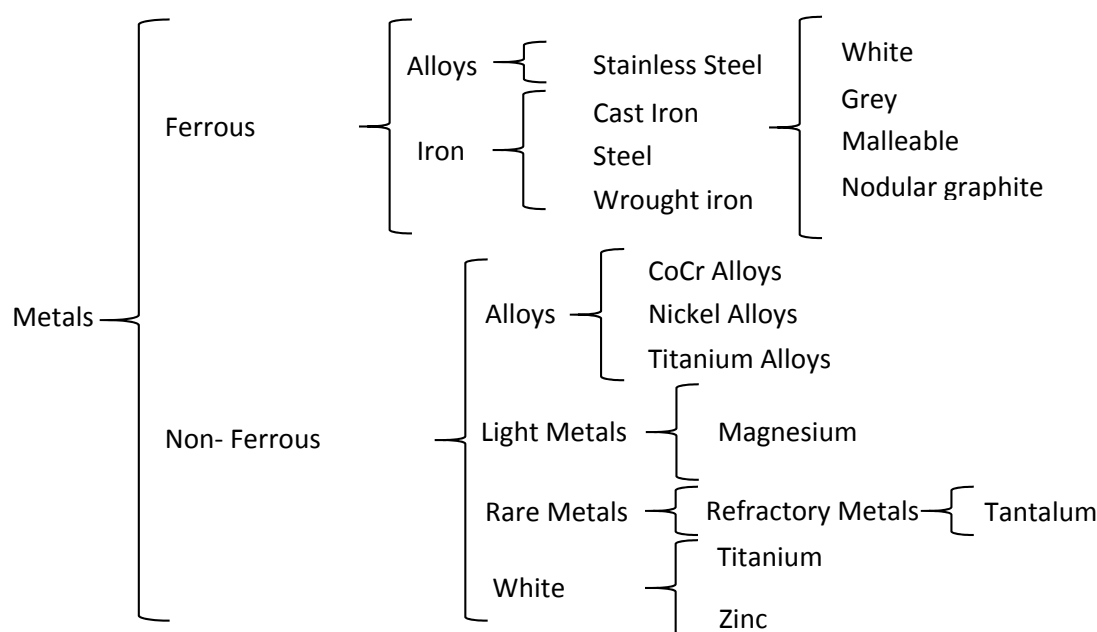 Metals
Ferrous
Alloys
Stainless Steel
Iron
Cast Iron
Steel
Wrought iron
White
Grey
Malleable
Nodular graphite
Non- Ferrous
Alloys
CoCr Alloys
Nickel Alloys
Titanium Alloys
Light Metals
Magnesium
Rare Metals
Refractory Metals
Tantalum
White
Titanium
Zinc